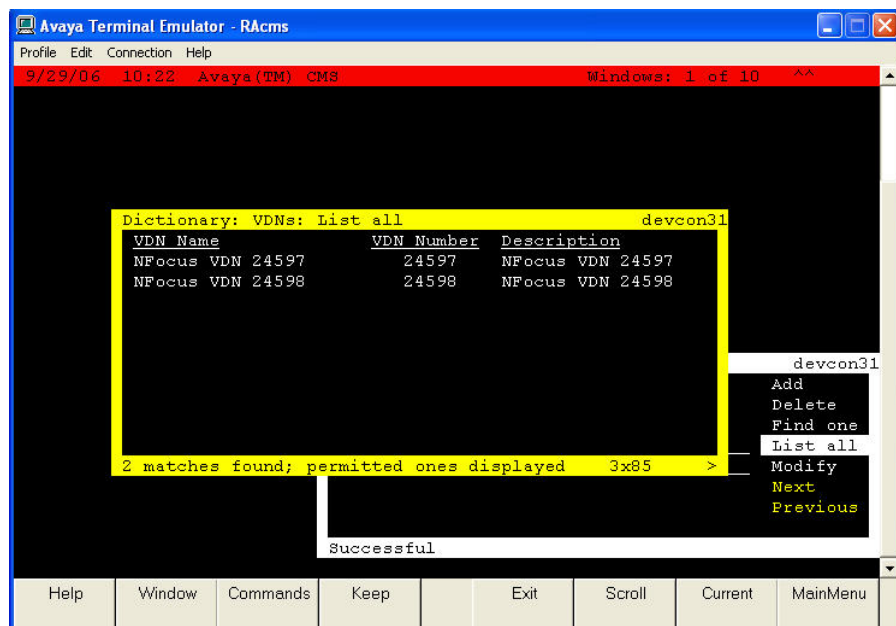 Avaya Terminal Emulator - RAcms
Profile Edit Connection Help
9/29/06 10:22 Avaya(TM) CMS Windows: 1 of 10 ^^
Dictionary: VDNs: List all devcon31
VDN Name VDN Number Description
NFocus VDN 24597 24597 NFocus VDN 24597
NFocus VDN 24598 24598 NFocus VDN 24598
2 matches found; permitted ones displayed 3x85 >
devcon31
Add
Delete
Find one
List all
Modify
Next
Previous
Successful
Help Window Commands Keep Exit Scroll Current MainMenu